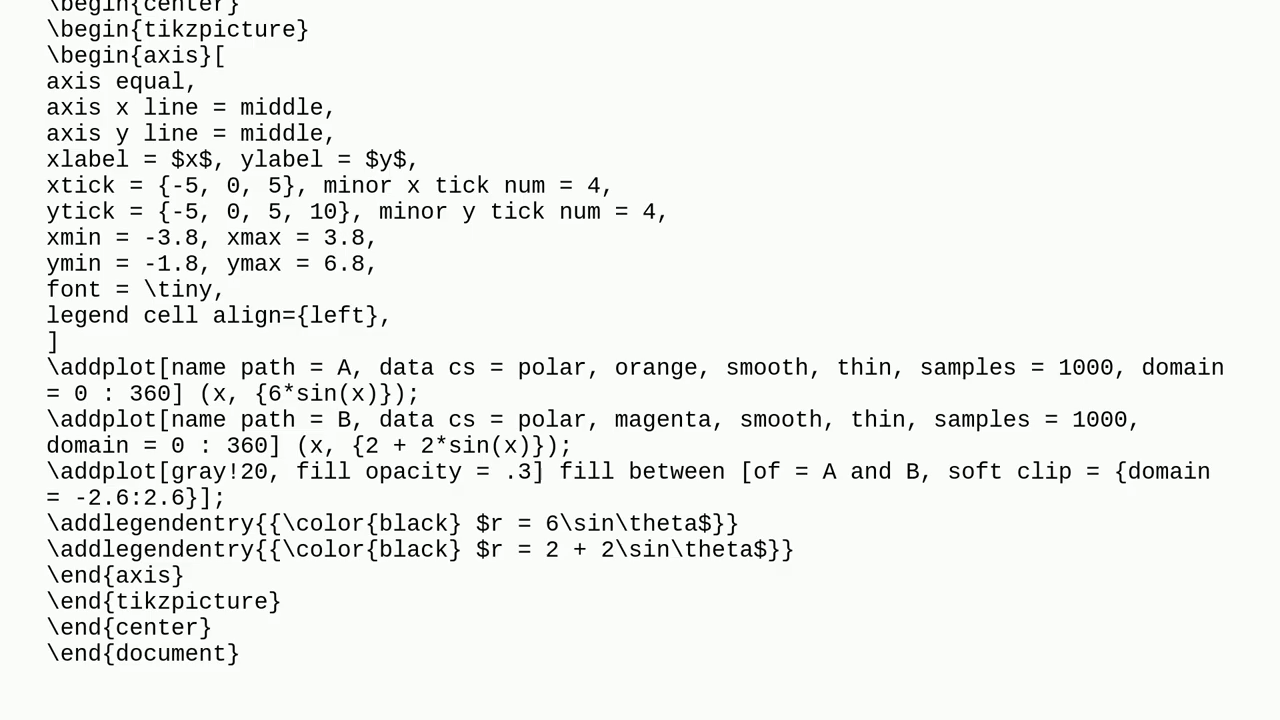 \begin{center}
\begin{tikzpicture}
\begin{axis}[
axis equal,
axis x line = middle,
axis y line = middle,
xlabel = $x$, ylabel = $y$,
xtick = {-5, 0, 5}, minor x tick num = 4,
ytick = {-5, 0, 5, 10}, minor y tick num = 4,
xmin = -3.8, xmax = 3.8,
ymin = -1.8, ymax = 6.8,
font = \tiny,
legend cell align={left},
]
\addplot[name path = A, data cs = polar, orange, smooth, thin, samples = 1000, domain
= 0 : 360] (x, {6*sin(x)});
\addplot[name path = B, data cs = polar, magenta, smooth, thin, samples = 1000,
domain = 0 : 360] (x, {2 + 2*sin(x)});
\addplot[gray!20, fill opacity = .3] fill between [of = A and B, soft clip = {domain
= -2.6:2.6}];
\addlegendentry{{\color{black} $r = 6\sin\theta$}}
\addlegendentry{{\color{black} $r = 2 + 2\sin\theta$}}
\end{axis}
\end{tikzpicture}
\end{center}
\end{document}